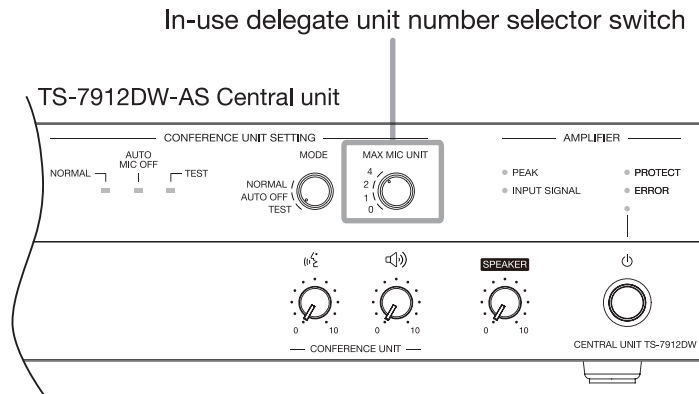 In-use delegate unit number selector switch
TS-7912DW-AS Central unit
CONFERENCE UNIT SETTING
AMPLIFIER
NORMAL
AUTO
MIC OFF
TEST
MODE
NORMAL
AUTO OFF
TEST
MAX MIC UNIT
4
2
1
0
PEAK
INPUT SIGNAL
PROTECT
ERROR
SPEAKER
0 10
0 10
0 10
CONFERENCE UNIT
CENTRAL UNIT TS-7912DW